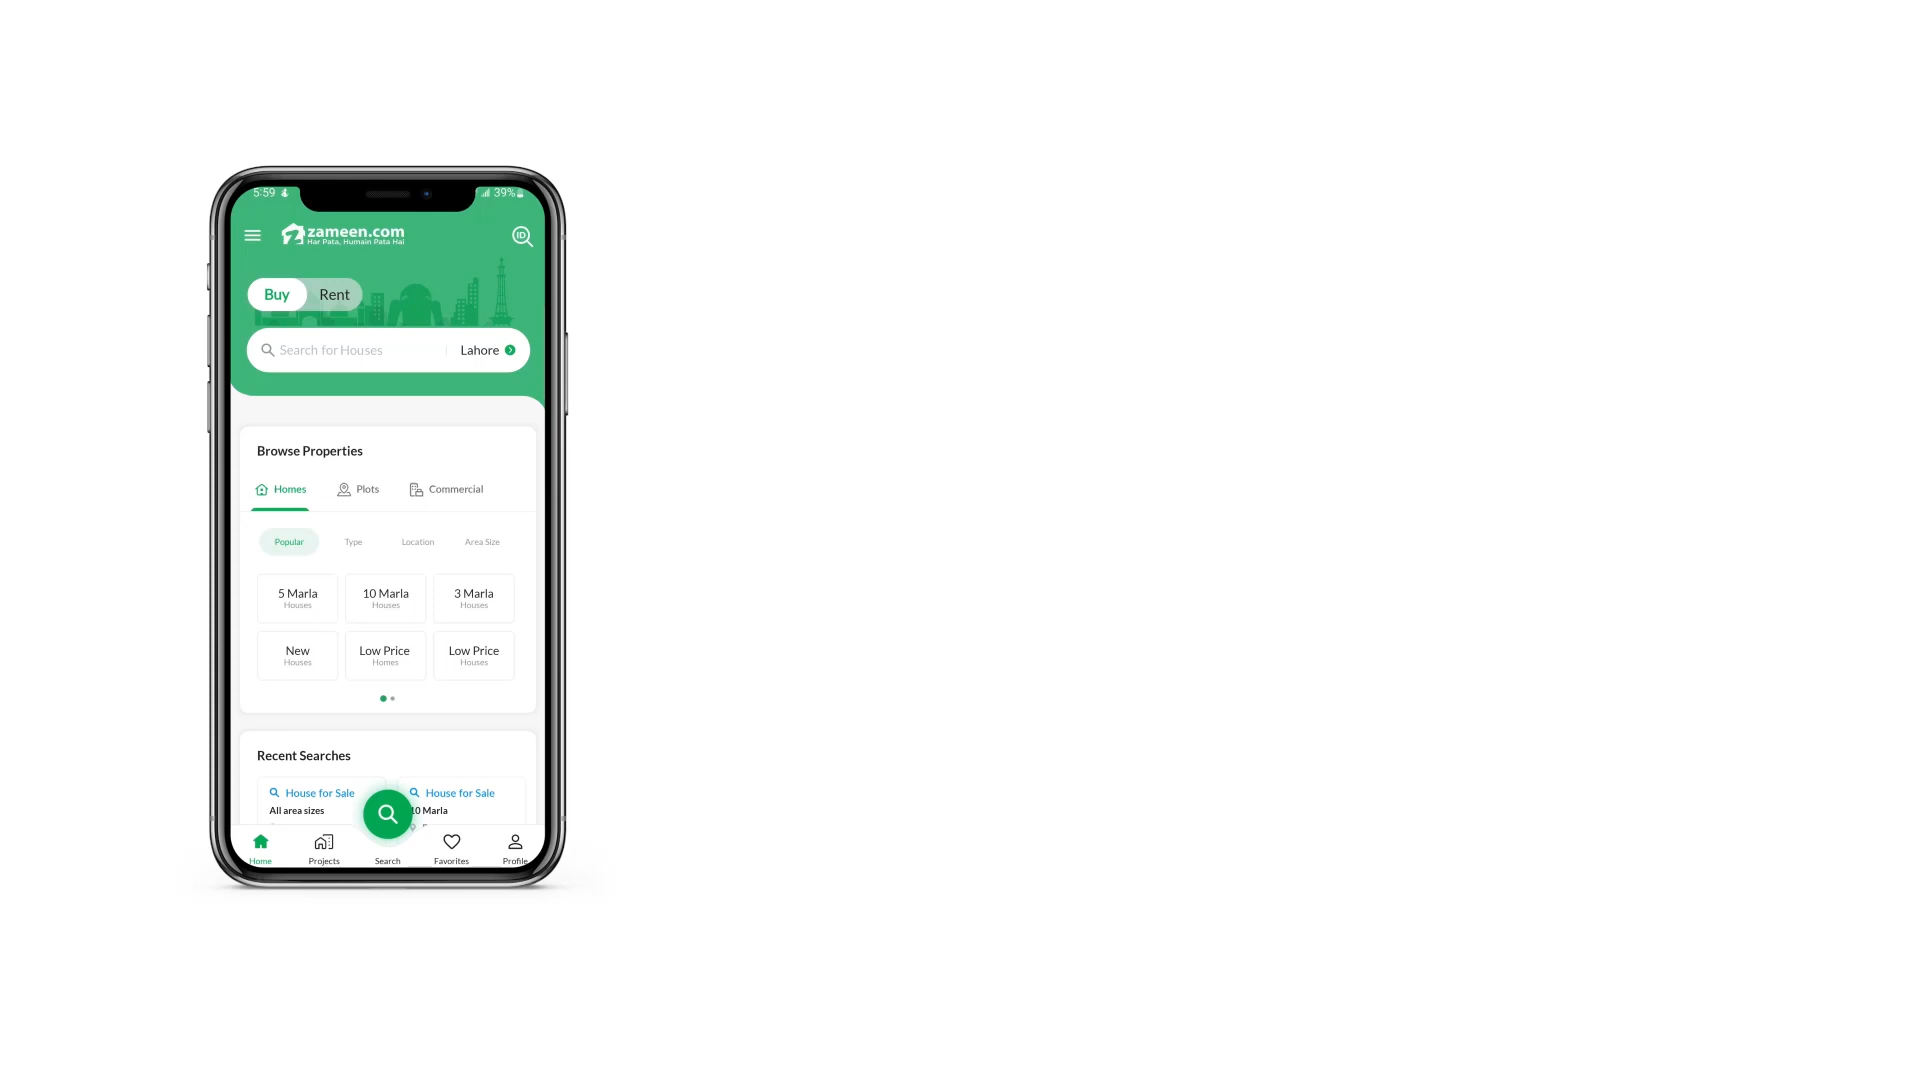 5:59
39%
zameen.com
Har Pata, Humain Pata Hai
ID
Buy
Rent
Search for Houses
Lahore
Browse Properties
Homes
Plots
Commercial
Popular
Type
Location
Area Size
5 Marla
Houses
10 Marla
Houses
3 Marla
Houses
New
Houses
Low Price
Homes
Low Price
Houses
Recent Searches
House for Sale
All area sizes
House for Sale
10 Marla
Home
Projects
Search
Favorites
Profile